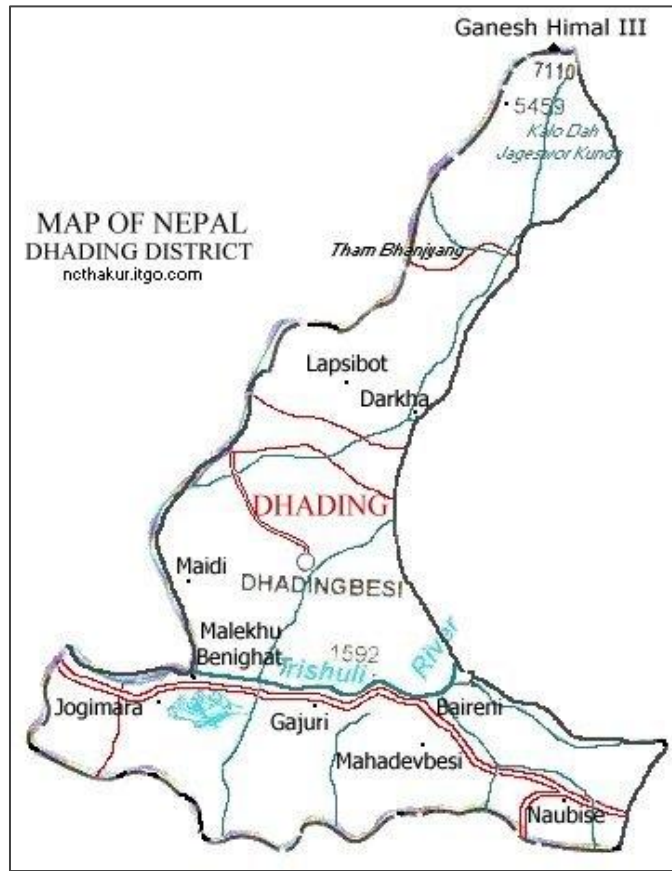 Ganesh Himal III
7110
5459
Kalo Dah
Jageswor Kunda
MAP OF NEPAL
DHADING DISTRICT
ncthakur.itgo.com
Tham Bhanjyang
Lapsibot
Darkha
DHADING
Maidi
DHADINGBESI
Malekhu
Benighat
1592
Trishuli River
Jogimara
Gajuri
Baireni
Mahadevbesi
Naubise